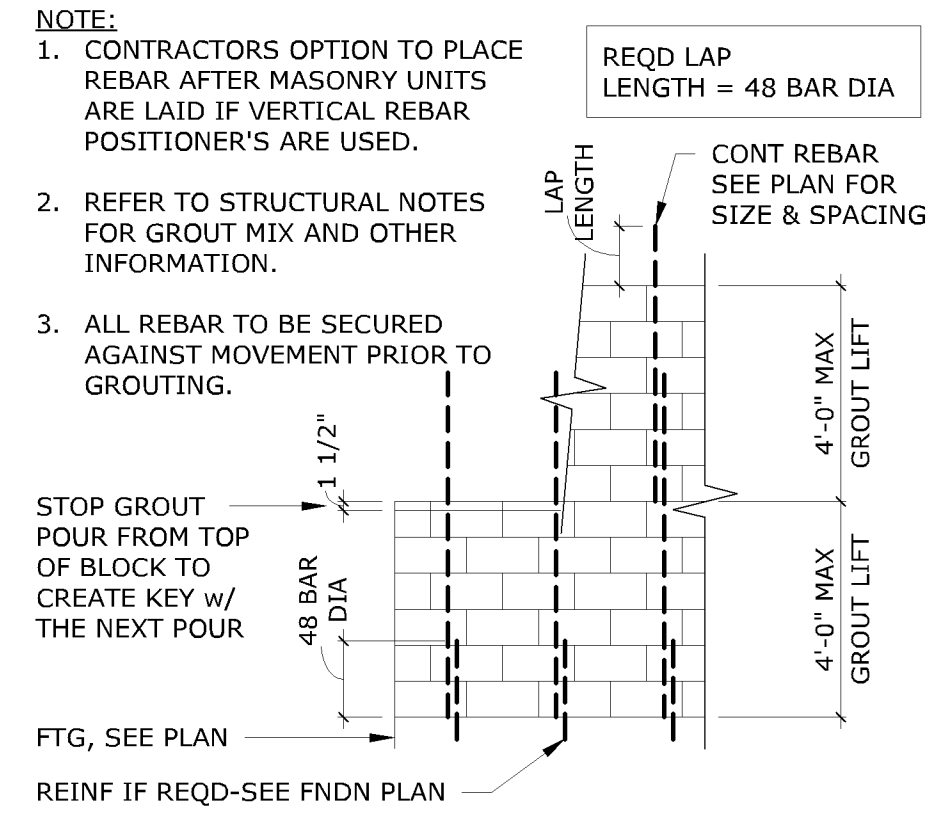 NOTE:
1. CONTRACTORS OPTION TO PLACE
REBAR AFTER MASONRY UNITS
ARE LAID IF VERTICAL REBAR
POSITIONER'S ARE USED.
2. REFER TO STRUCTURAL NOTES
FOR GROUT MIX AND OTHER
INFORMATION.
3. ALL REBAR TO BE SECURED
AGAINST MOVEMENT PRIOR TO
GROUTING.
REQD LAP
LENGTH = 48 BAR DIA
LAP
LENGTH
CONT REBAR
SEE PLAN FOR
SIZE & SPACING
4'-0" MAX
GROUT LIFT
1 1/2"
STOP GROUT
POUR FROM TOP
OF BLOCK TO
CREATE KEY w/
THE NEXT POUR
48 BAR
DIA
4'-0" MAX
GROUT LIFT
FTG, SEE PLAN
REINF IF REQD-SEE FNDN PLAN